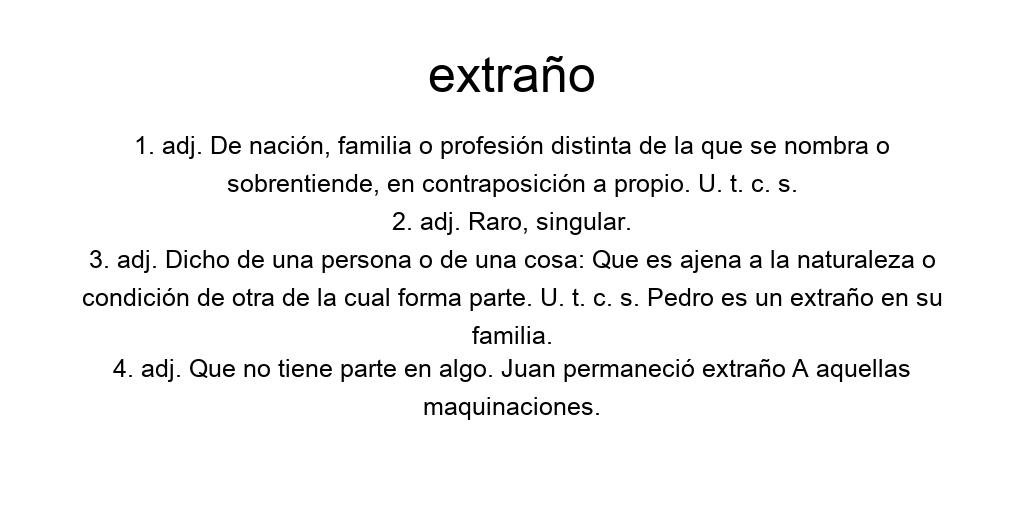 extraño
1. adj. De nación, familia o profesión distinta de la que se nombra o
sobrentiende, en contraposición a propio. U. t. c. s.
2. adj. Raro, singular.
3. adj. Dicho de una persona o de una cosa: Que es ajena a la naturaleza o
condición de otra de la cual forma parte. U. t. c. s. Pedro es un extraño en su
familia.
4. adj. Que no tiene parte en algo. Juan permaneció extraño A aquellas
maquinaciones.